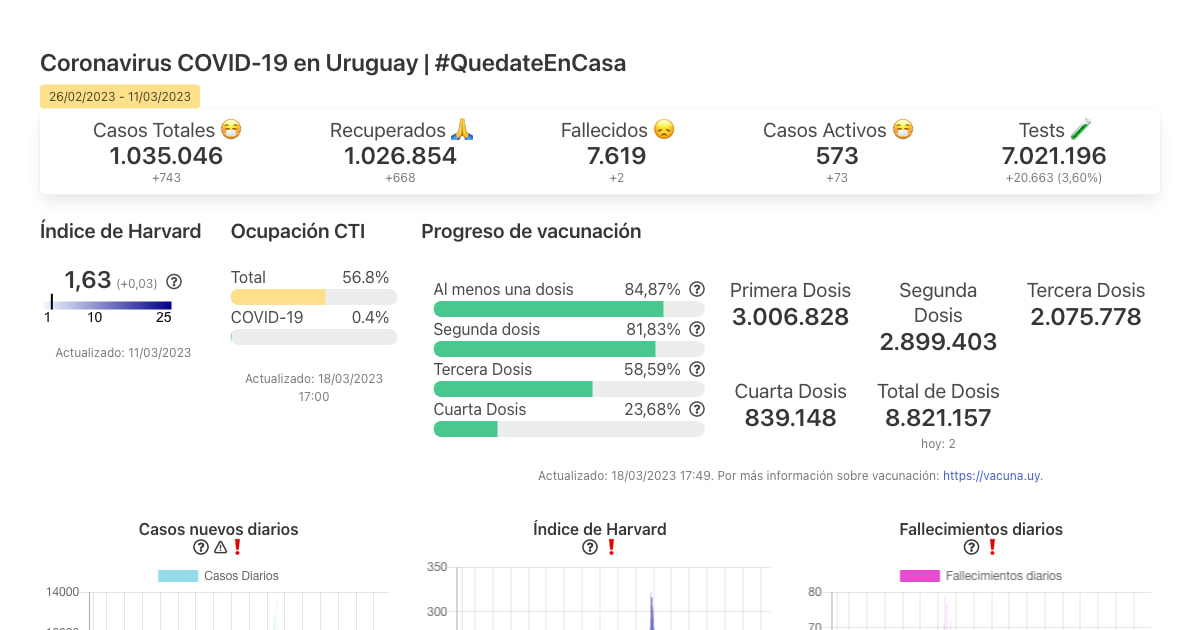 Coronavirus COVID-19 en Uruguay | #QuedateEnCasa
26/02/2023 - 11/03/2023
Casos Totales 😷
1.035.046
+743
Recuperados 🙏
1.026.854
+668
Fallecidos 😞
7.619
+2
Casos Activos 😷
573
+73
Tests 🧪
7.021.196
+20.663 (3,60%)
Índice de Harvard
1,63 (+0,03)
1 10 25
Actualizado: 11/03/2023
Ocupación CTI
Total 56.8%
COVID-19 0.4%
Actualizado: 18/03/2023
17:00
Progreso de vacunación
Al menos una dosis 84,87%
Segunda dosis 81,83%
Tercera Dosis 58,59%
Cuarta Dosis 23,68%
Primera Dosis
3.006.828
Segunda
Dosis
2.899.403
Tercera Dosis
2.075.778
Cuarta Dosis
839.148
Total de Dosis
8.821.157
hoy: 2
Actualizado: 18/03/2023 17:49. Por más información sobre vacunación: https://vacuna.uy.
Casos nuevos diarios
❗
Casos Diarios
14000
Índice de Harvard
❗
350
300
Fallecimientos diarios
❗
Fallecimientos diarios
80
70